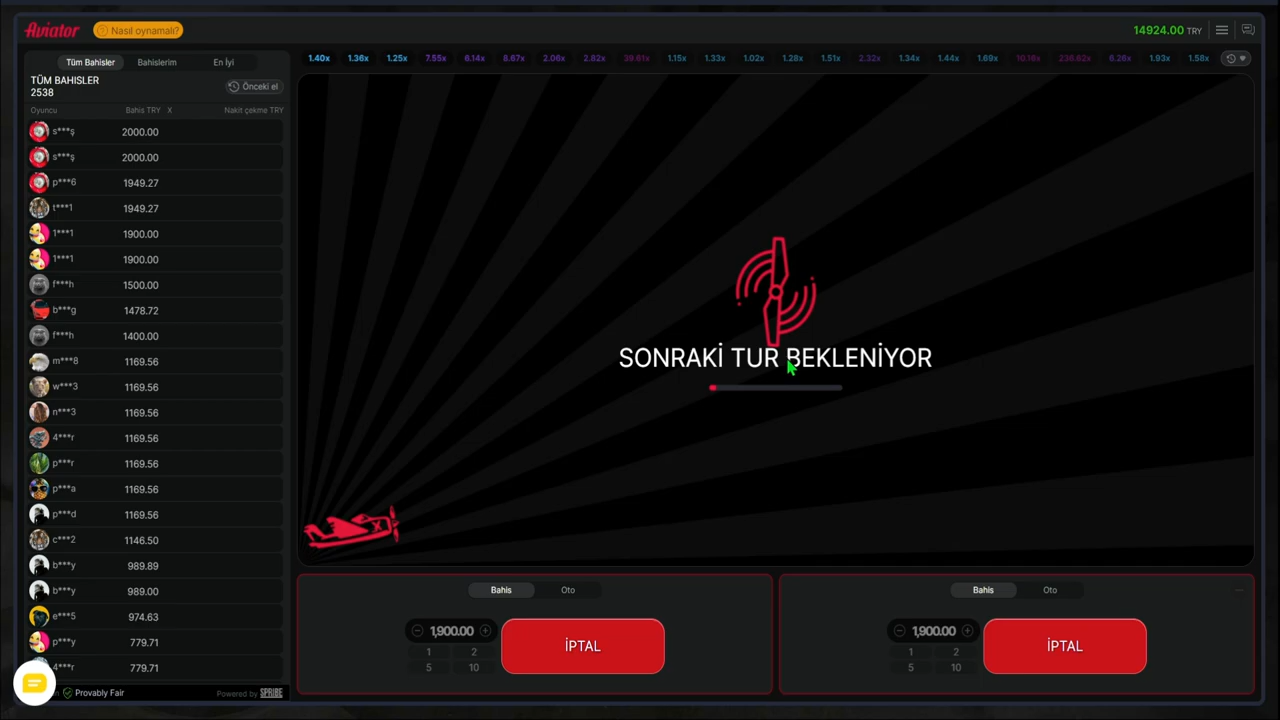 Aviator
Nasıl oynamalı?
14924.00 TRY
Tüm Bahisler Bahislerim En İyi
TÜM BAHISLER
2538
Önceki el
Oyuncu Bahis TRY X Nakit çekme TRY
s***ş 2000.00
s***ş 2000.00
p***6 1949.27
t***1 1949.27
1***1 1900.00
1***1 1900.00
f***h 1500.00
b***g 1478.72
f***h 1400.00
m***8 1169.56
w***3 1169.56
n***3 1169.56
4***r 1169.56
p***r 1169.56
p***a 1169.56
p***d 1169.56
c***2 1146.50
b***y 989.89
b***y 989.00
e***5 974.63
p***y 779.71
4***r 779.71
Provably Fair Powered by SPRIBE
1.40x 1.36x 1.25x 7.55x 6.14x 8.67x 2.06x 2.82x 39.61x 1.15x 1.33x 1.02x 1.28x 1.51x 2.32x 1.34x 1.44x 1.69x 10.16x 238.62x 6.26x 1.93x 1.58x
SONRAKİ TUR BEKLENİYOR
X
Bahis Oto
1,900.00
1 2
5 10
İPTAL
Bahis Oto
1,900.00
1 2
5 10
İPTAL